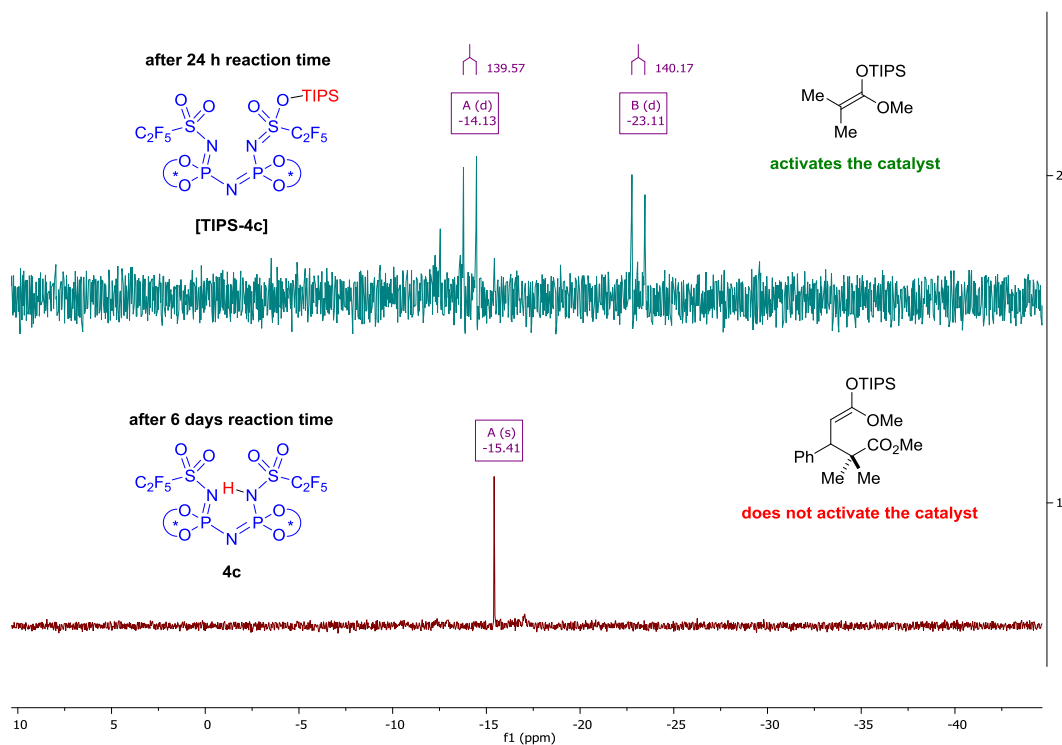 after 24 h reaction time
139.57
140.17
A (d)
-14.13
B (d)
-23.11
O
O
O
O
TIPS
S
S
C2F5
C2F5
N
N
O
O
P
P
O
O
*
*
N
[TIPS-4c]
OTIPS
Me
OMe
Me
activates the catalyst
2
after 6 days reaction time
O
O
O
O
S
S
C2F5
C2F5
N
H
N
O
O
P
P
O
O
*
*
N
4c
A (s)
-15.41
OTIPS
OMe
Ph
CO2Me
Me
Me
does not activate the catalyst
1
10
5
0
-5
-10
-15
-20
-25
-30
-35
-40
f1 (ppm)